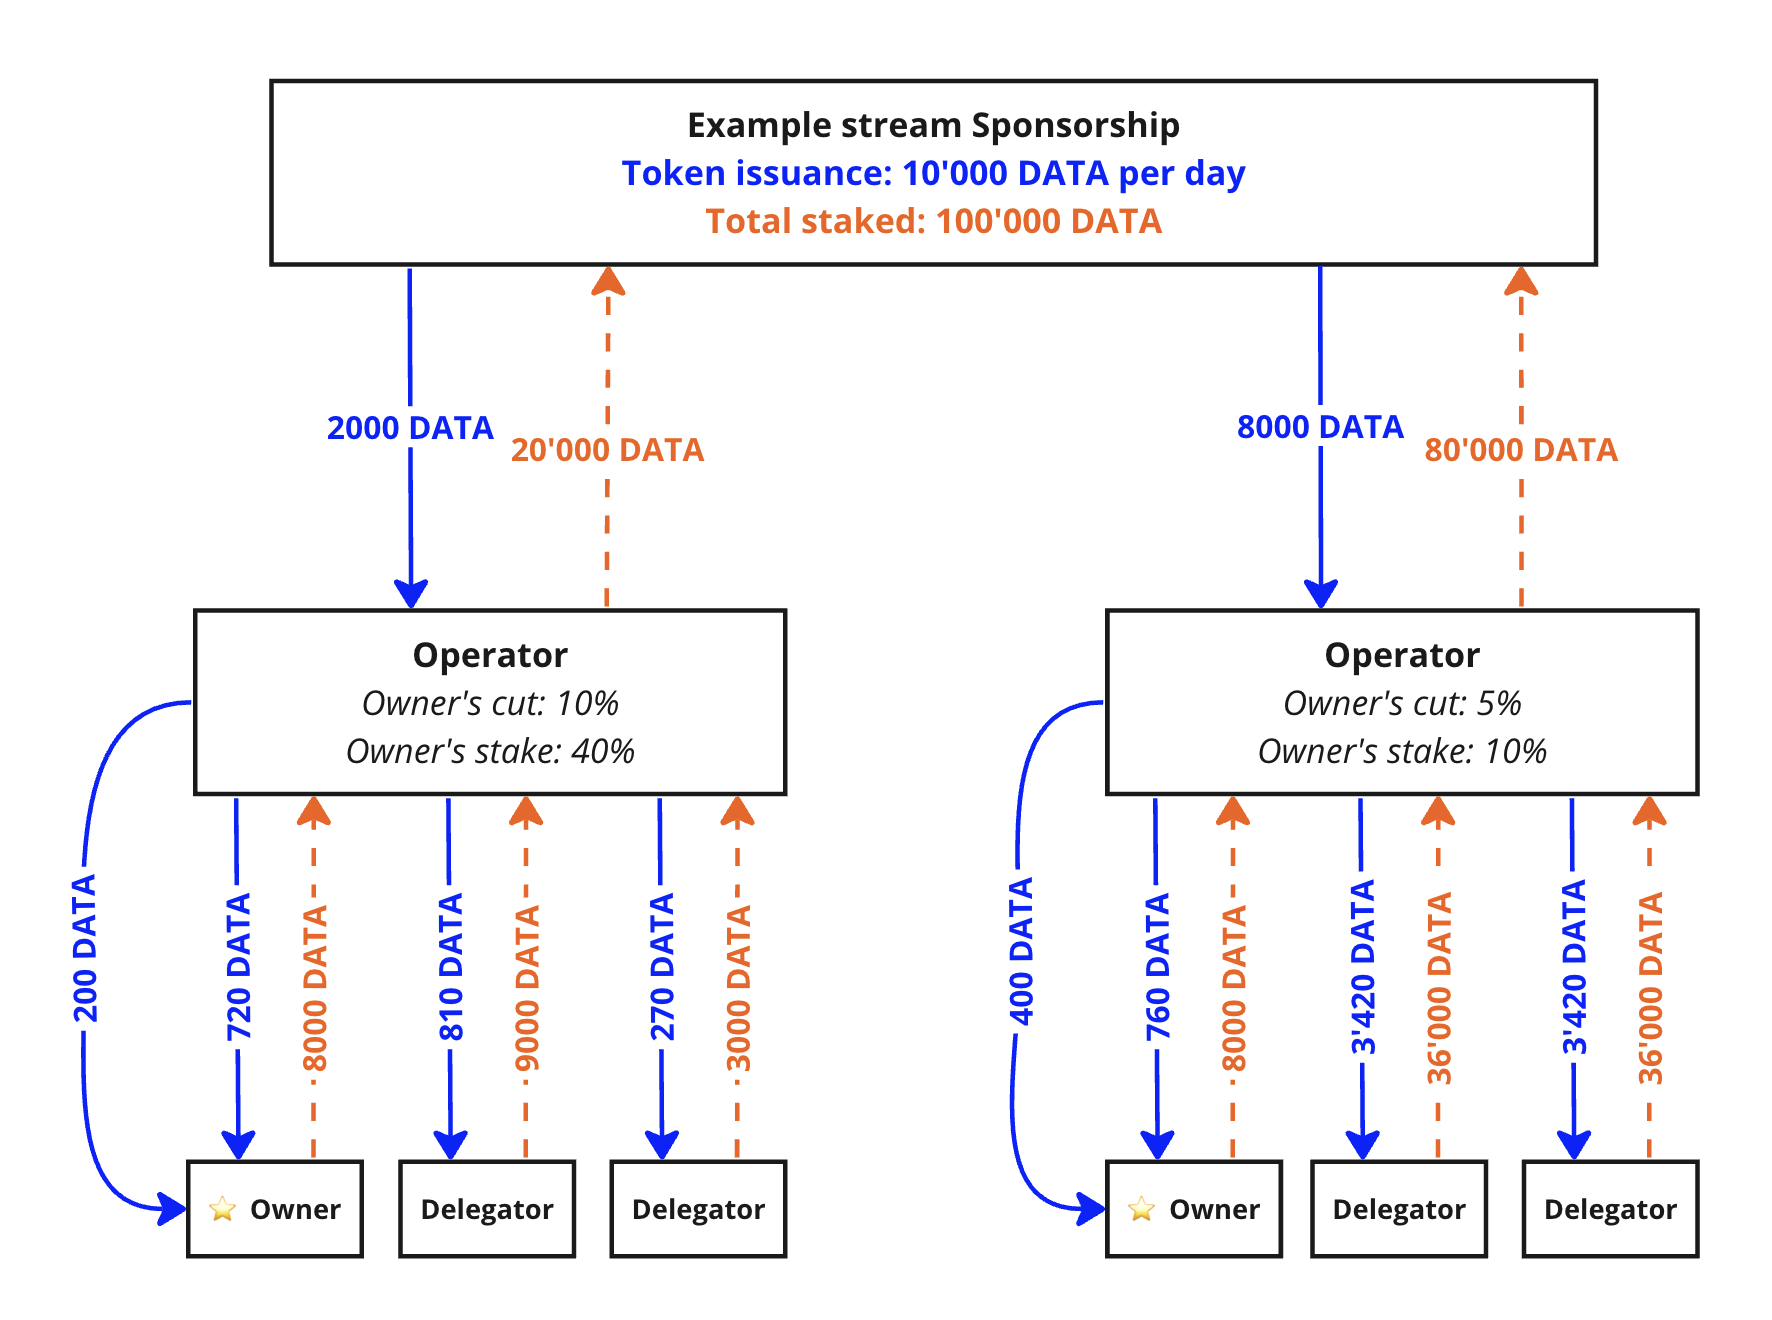 Example stream Sponsorship
Token issuance: 10'000 DATA per day
Total staked: 100'000 DATA
2000 DATA
20'000 DATA
8000 DATA
80'000 DATA
Operator
Owner's cut: 10%
Owner's stake: 40%
Operator
Owner's cut: 5%
Owner's stake: 10%
200 DATA
720 DATA
8000 DATA
810 DATA
9000 DATA
270 DATA
3000 DATA
400 DATA
760 DATA
8000 DATA
3'420 DATA
36'000 DATA
3'420 DATA
36'000 DATA
Owner
Delegator
Delegator
Owner
Delegator
Delegator